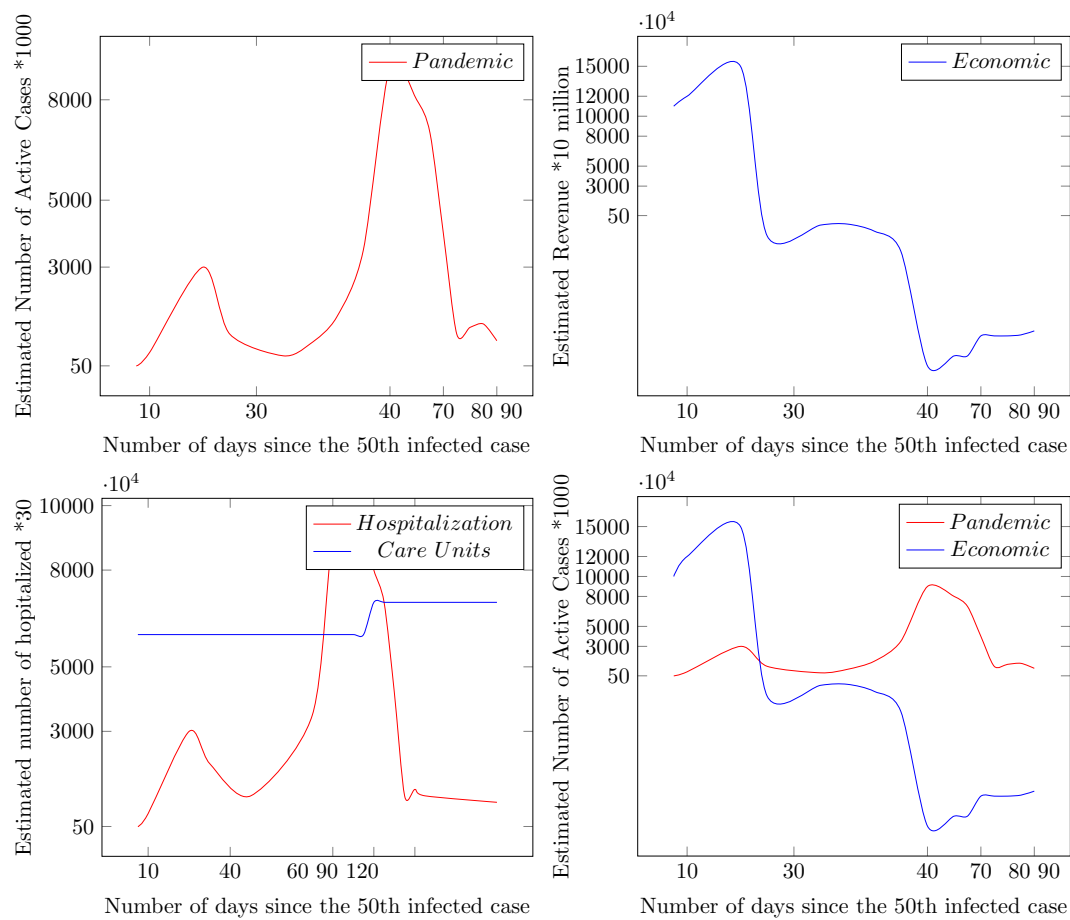 Estimated Number of Active Cases *1000
8000
5000
3000
50
10 30 40 70 80 90
Number of days since the 50th infected case
Pandemic
Estimated Revenue *10 million
·10^4
15000
12000
10000
8000
5000
3000
50
10 30 40 70 80 90
Number of days since the 50th infected case
Economic
Estimated number of hopitalized *30
·10^4
10000
8000
5000
3000
50
10 40 60 90 120
Number of days since the 50th infected case
Hospitalization
Care Units
Estimated Number of Active Cases *1000
·10^4
15000
12000
10000
8000
5000
3000
50
10 30 40 70 80 90
Number of days since the 50th infected case
Pandemic
Economic